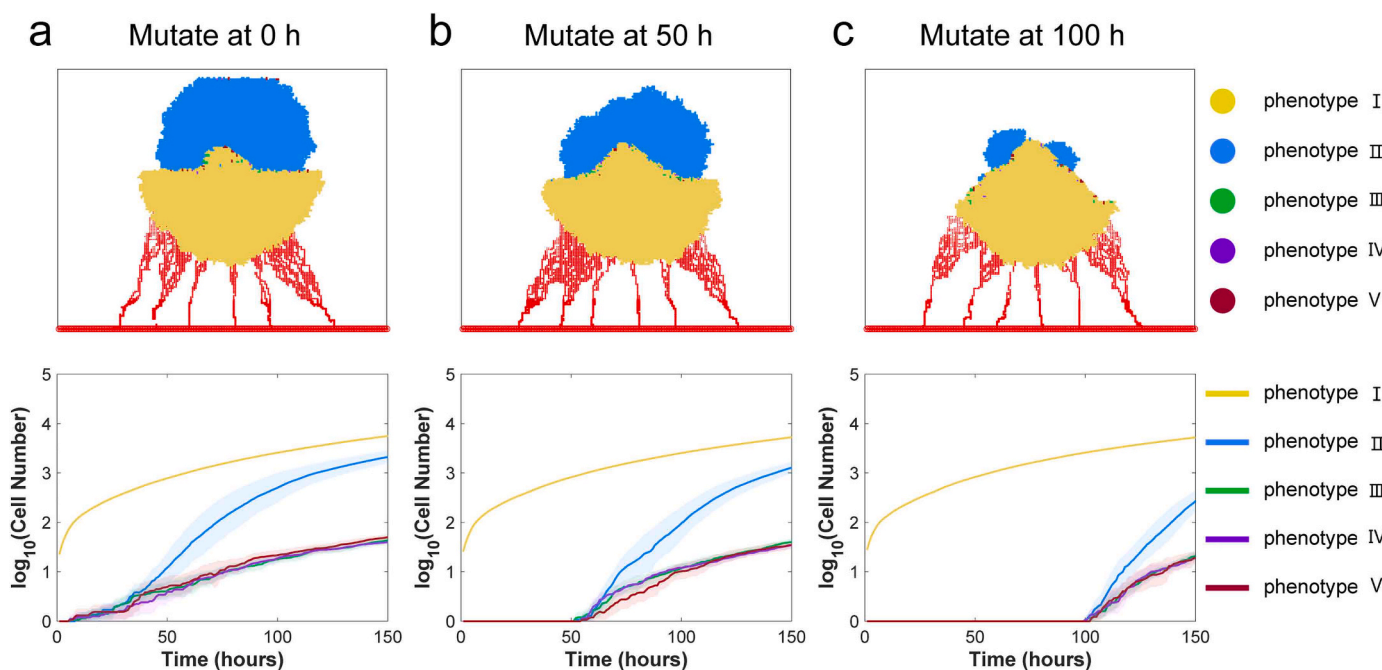 a
Mutate at 0 h
b
Mutate at 50 h
c
Mutate at 100 h
phenotype Ⅰ
phenotype Ⅱ
phenotype Ⅲ
phenotype Ⅳ
phenotype Ⅴ
log10(Cell Number)
5
4
3
2
1
0
0
50
100
150
Time (hours)
log10(Cell Number)
5
4
3
2
1
0
0
50
100
150
Time (hours)
log10(Cell Number)
5
4
3
2
1
0
0
50
100
150
Time (hours)
phenotype Ⅰ
phenotype Ⅱ
phenotype Ⅲ
phenotype Ⅳ
phenotype Ⅴ